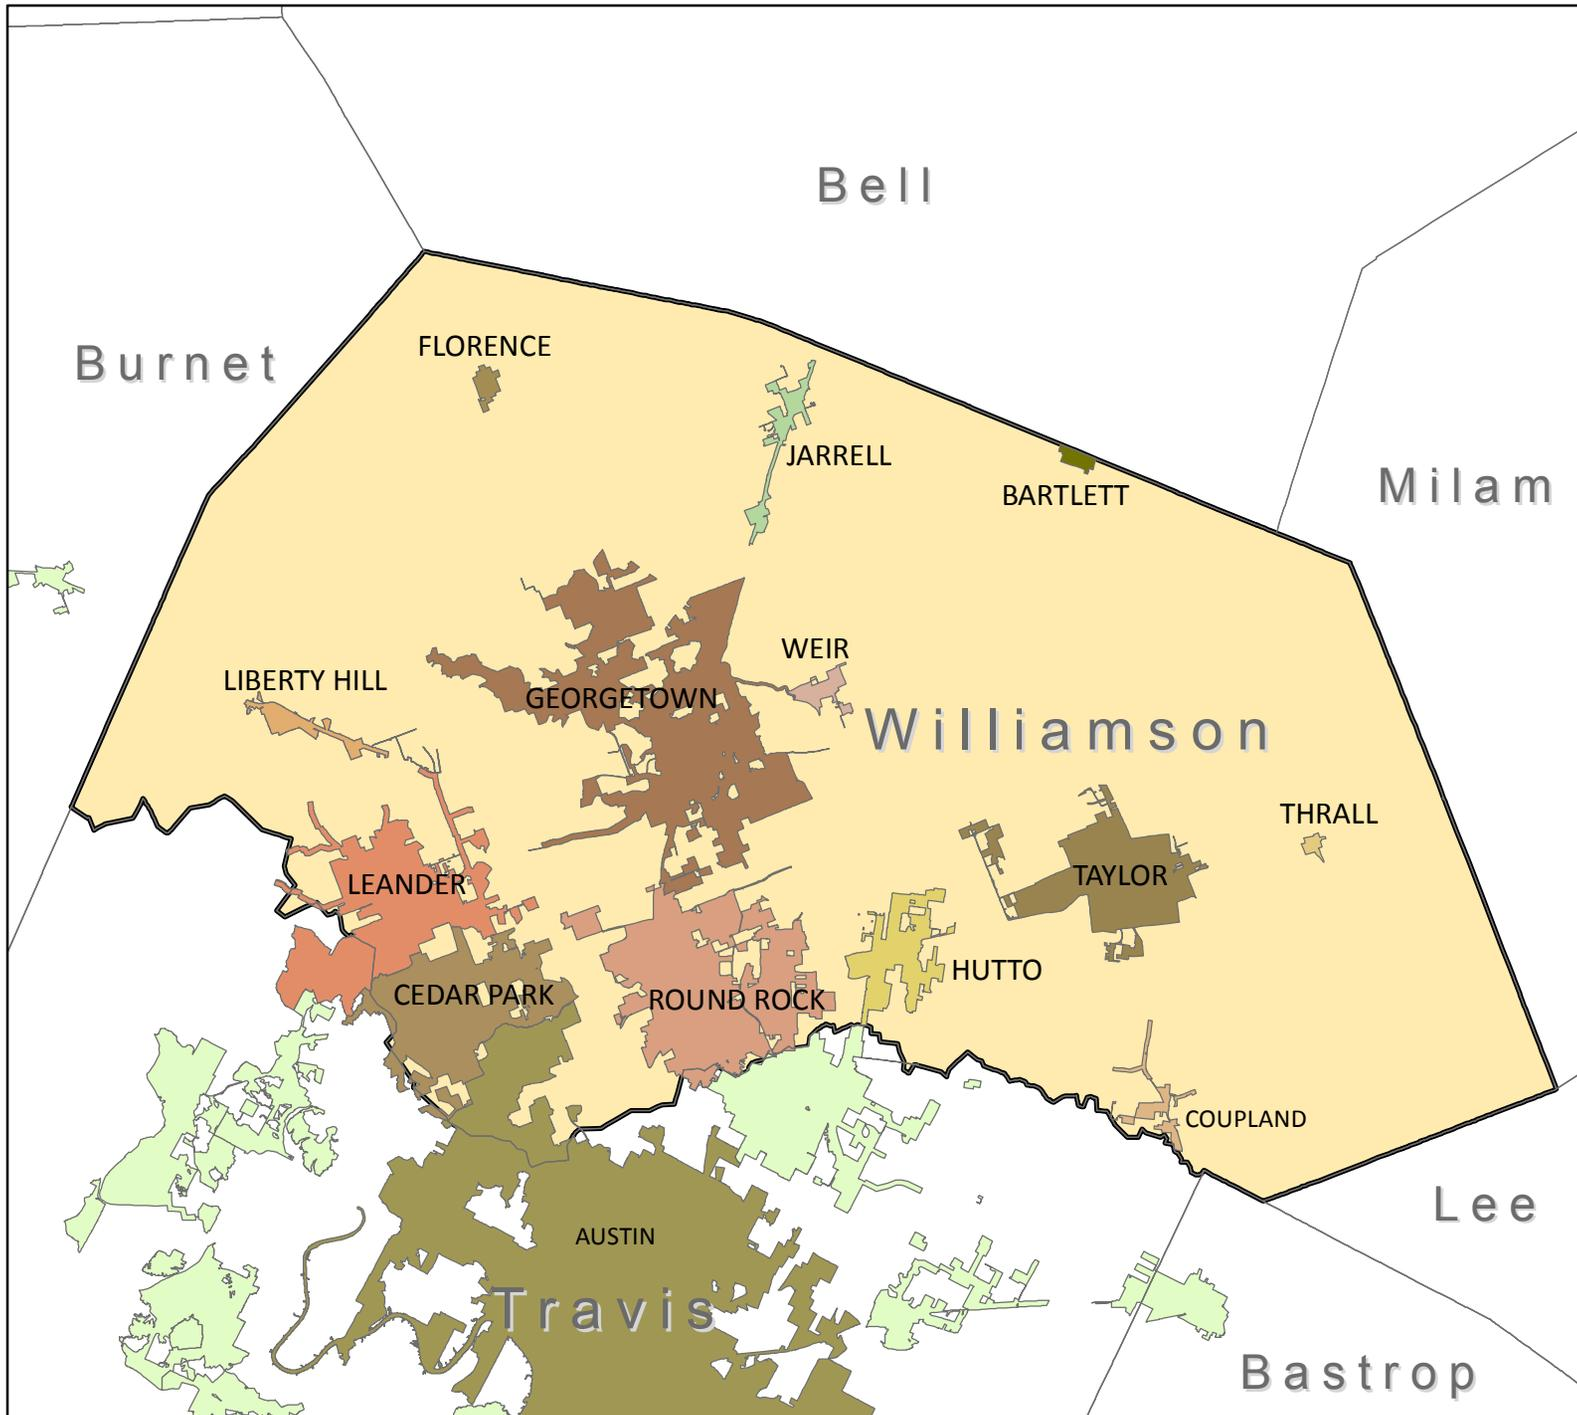 Bell
Burnet
FLORENCE
JARRELL
BARTLETT
Milam
WEIR
LIBERTY HILL
GEORGETOWN
Williamson
THRALL
LEANDER
TAYLOR
HUTTO
CEDAR PARK
ROUND ROCK
COUPLAND
Lee
AUSTIN
Travis
Bastrop